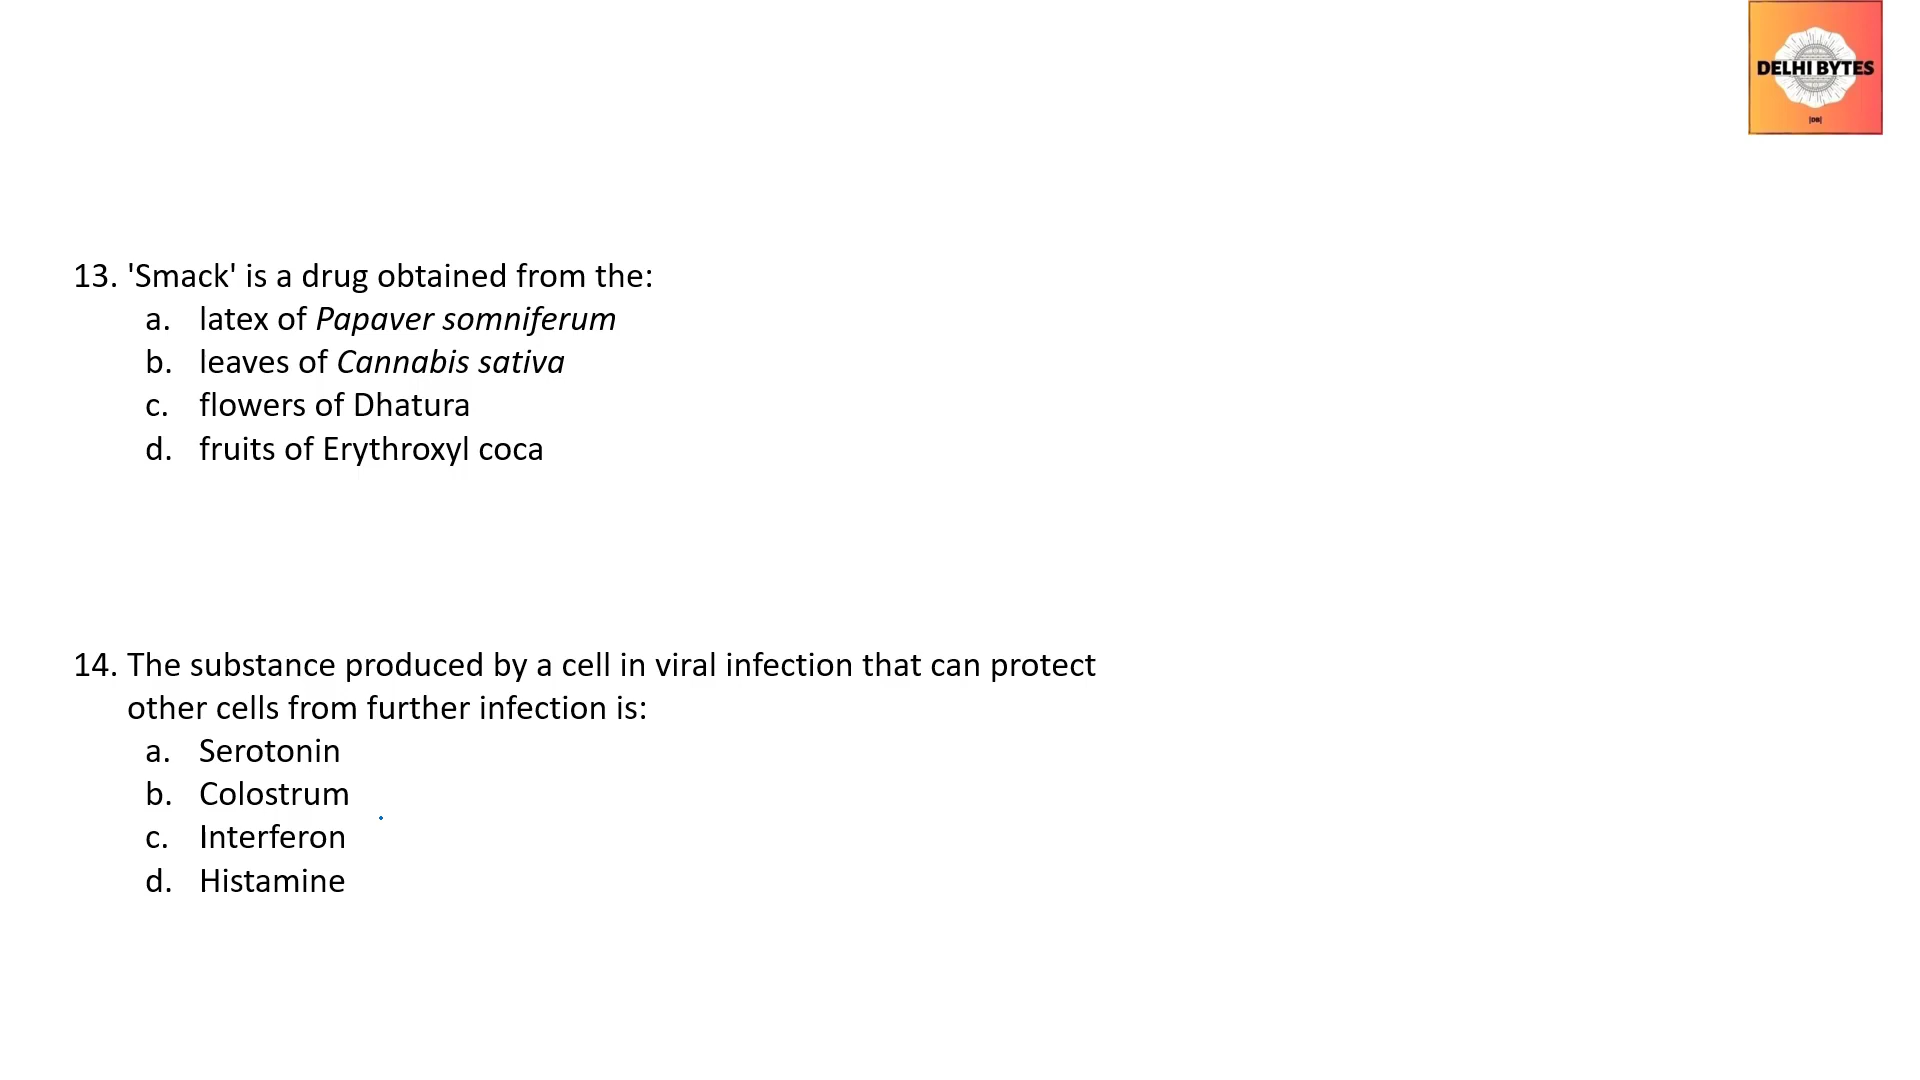 DELHI BYTES
|DB|
13. 'Smack' is a drug obtained from the:
a. latex of Papaver somniferum
b. leaves of Cannabis sativa
c. flowers of Dhatura
d. fruits of Erythroxyl coca
14. The substance produced by a cell in viral infection that can protect
other cells from further infection is:
a. Serotonin
b. Colostrum
c. Interferon
d. Histamine